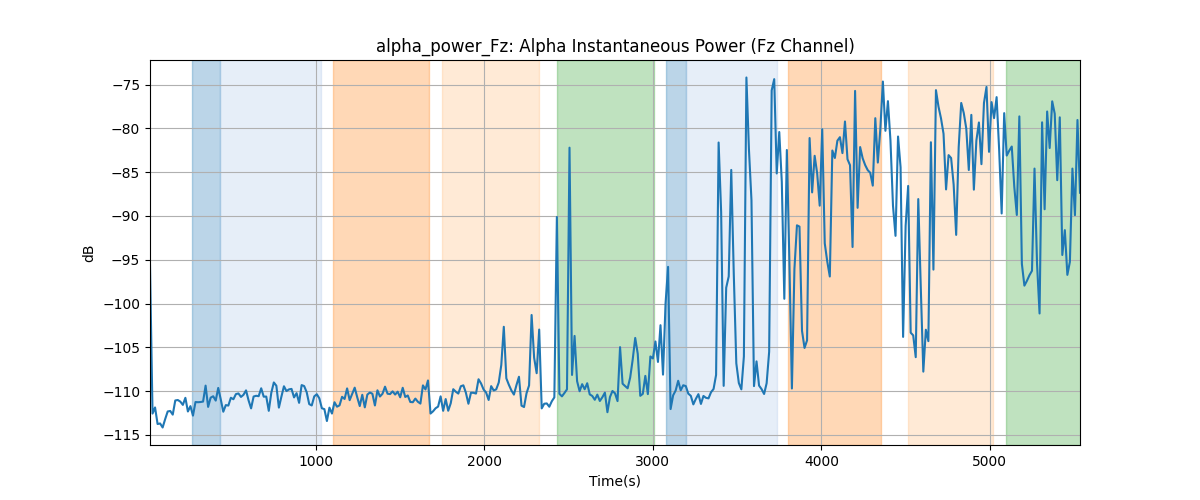 alpha_power_Fz: Alpha Instantaneous Power (Fz Channel)
−75
−80
−85
−90
−95
−100
−105
−110
−115
dB
1000 2000 3000 4000 5000
Time(s)